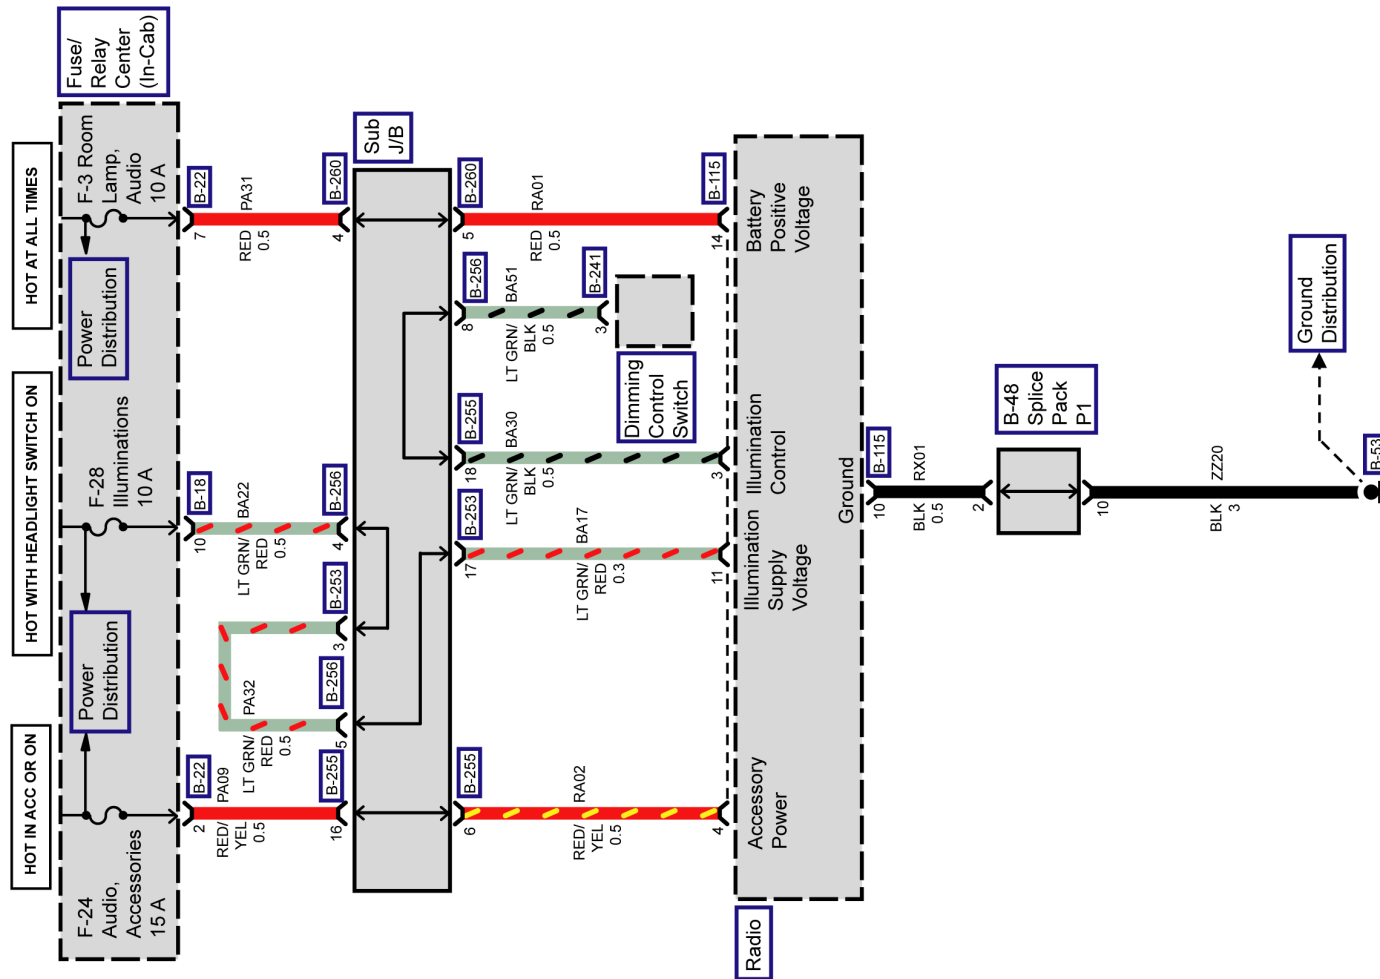 HOT IN ACC OR ON
HOT WITH HEADLIGHT SWITCH ON
HOT AT ALL TIMES
Fuse/
Relay
Center
(In-Cab)
F-24
Audio,
Accessories
15 A
Power
Distribution
F-28
Illuminations
10 A
Power
Distribution
F-3 Room
Lamp,
Audio
10 A
2
B-22
PA09
RED/
YEL
0.5
16
B-255
LT GRN/
RED
0.5
PA32
5
B-256
3
B-253
10
B-18
BA22
LT GRN/
RED
0.5
4
B-256
7
B-22
PA31
RED
0.5
4
B-260
Sub
J/B
6
B-255
RA02
RED/
YEL
0.5
4
17
B-253
BA17
LT GRN/
RED
0.3
11
18
B-255
BA30
LT GRN/
BLK
0.5
3
8
B-256
BA51
LT GRN/
BLK
0.5
3
B-241
Dimming
Control
Switch
5
B-260
RA01
RED
0.5
14
B-115
Radio
Accessory
Power
Illumination
Supply
Voltage
Illumination
Control
Battery
Positive
Voltage
Ground
10
B-115
RX01
BLK
0.5
2
B-48
Splice
Pack
P1
10
ZZ20
BLK
3
Ground
Distribution
B-53